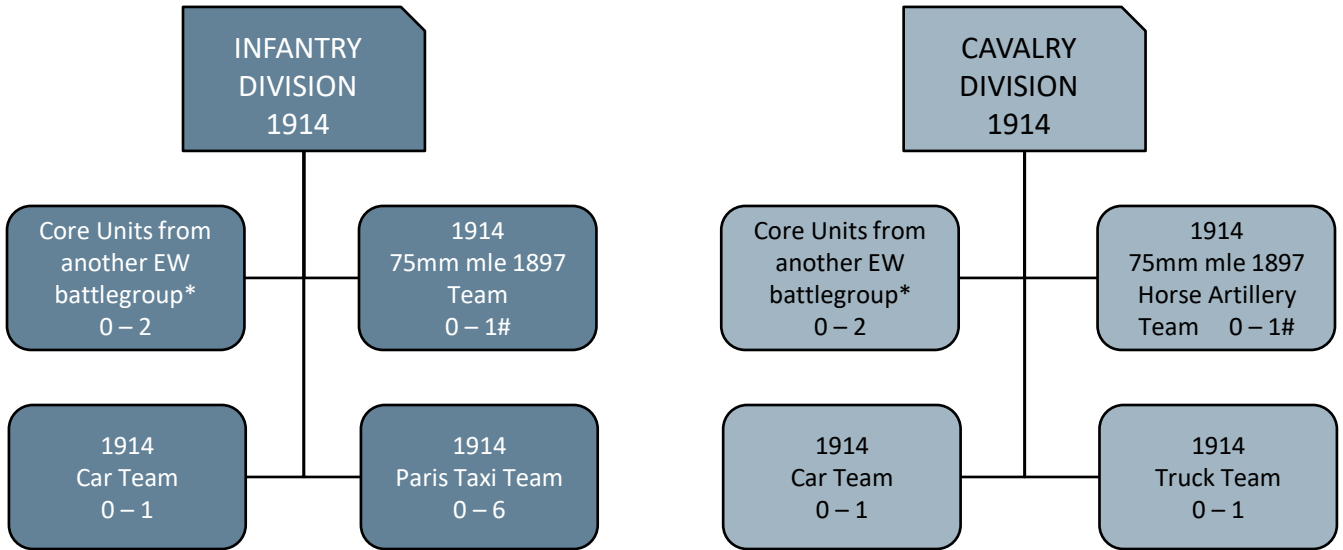 INFANTRY
DIVISION
1914
CAVALRY
DIVISION
1914
Core Units from
another EW
battlegroup*
0 – 2
1914
75mm mle 1897
Team
0 – 1#
Core Units from
another EW
battlegroup*
0 – 2
1914
75mm mle 1897
Horse Artillery
Team 0 – 1#
1914
Car Team
0 – 1
1914
Paris Taxi Team
0 – 6
1914
Car Team
0 – 1
1914
Truck Team
0 – 1